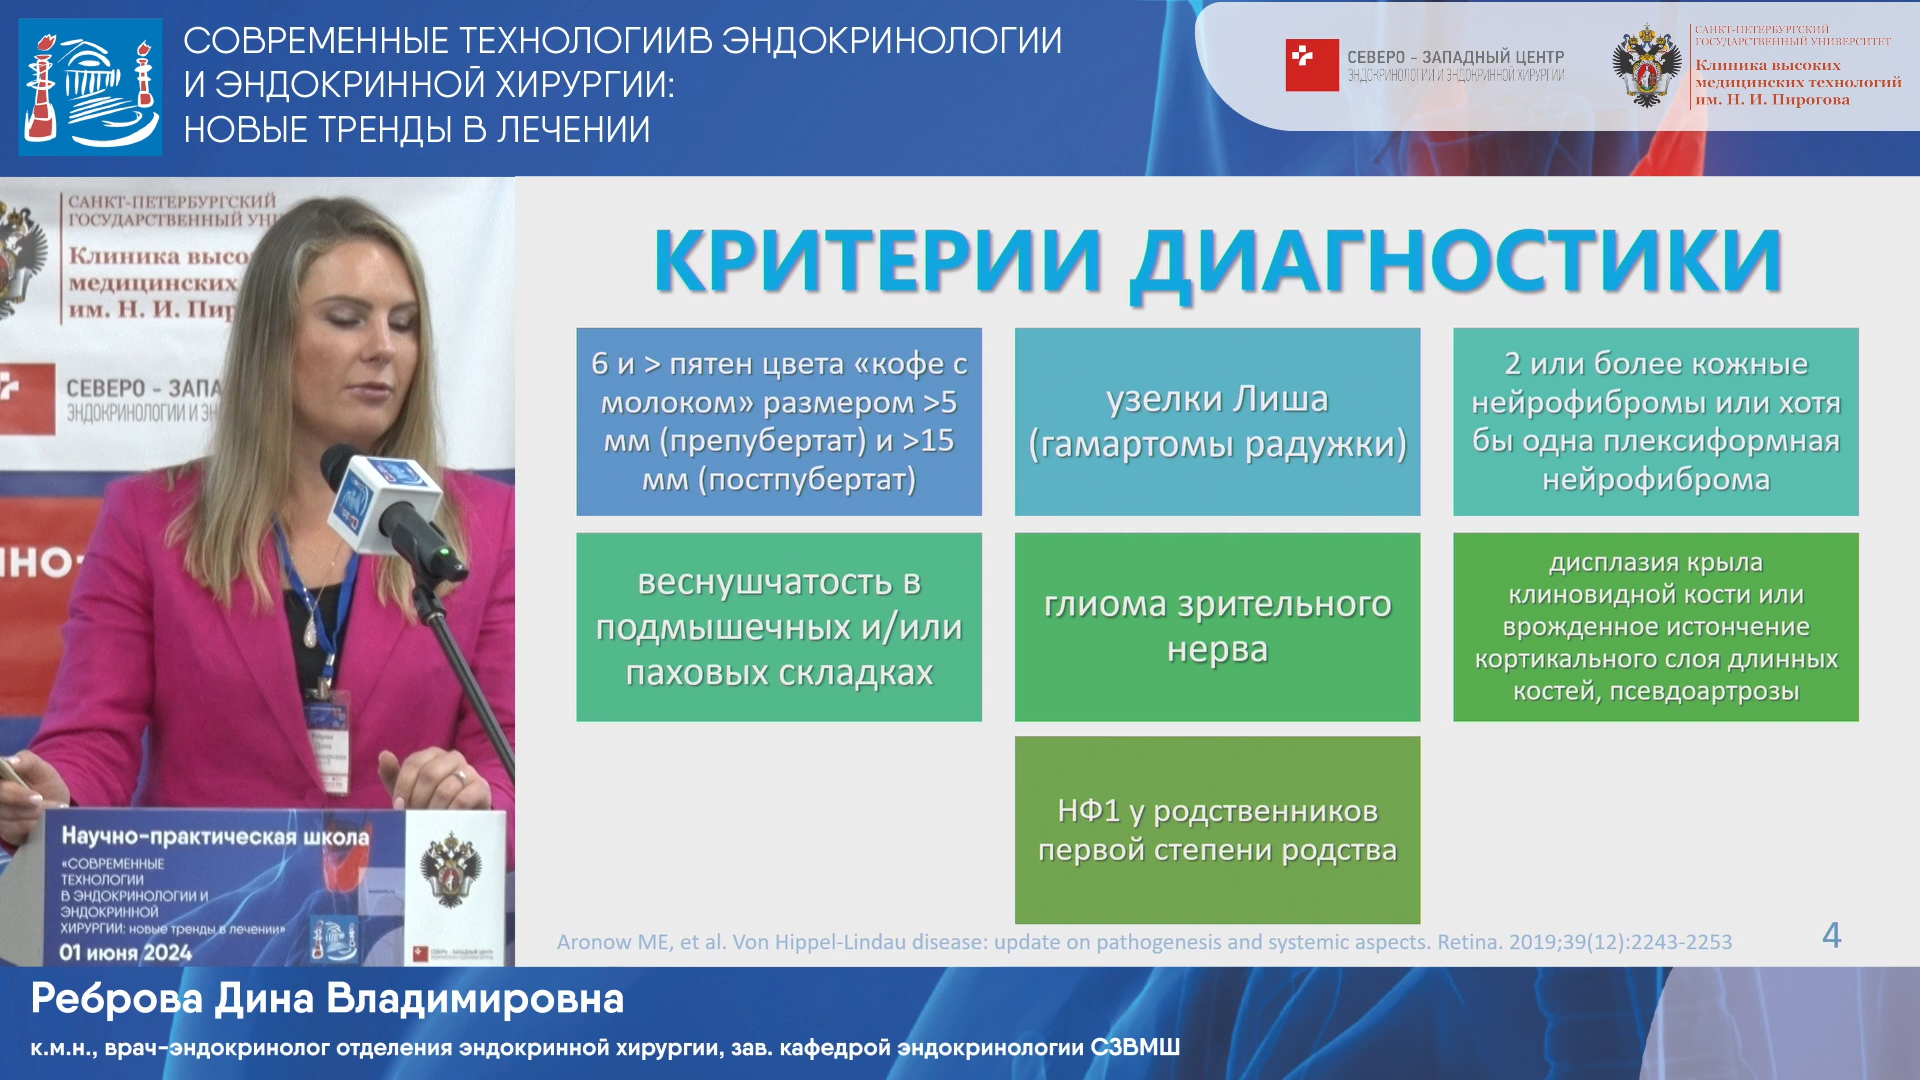 СОВРЕМЕННЫЕ ТЕХНОЛОГИИВ ЭНДОКРИНОЛОГИИ
И ЭНДОКРИННОЙ ХИРУРГИИ:
НОВЫЕ ТРЕНДЫ В ЛЕЧЕНИИ
СЕВЕРО - ЗАПАДНЫЙ ЦЕНТР
ЭНДОКРИНОЛОГИИ И ЭНДОКРИННОЙ ХИРУРГИИ
САНКТ-ПЕТЕРБУРГСКИЙ
ГОСУДАРСТВЕННЫЙ УНИВЕРСИТЕТ
Клиника высоких
медицинских технологий
им. Н. И. Пирогова
САНКТ-ПЕТЕРБУРГСКИЙ
ГОСУДАРСТВЕННЫЙ УНИ
Клиника высо
медицинских
им. Н. И. Пир
СЕВЕРО - ЗАПА
ЭНДОКРИНОЛОГИИ И ЭН
но-
КРИТЕРИИ ДИАГНОСТИКИ
6 и > пятен цвета «кофе с
молоком» размером >5
мм (препубертат) и >15
мм (постпубертат)
узелки Лиша
(гамартомы радужки)
2 или более кожные
нейрофибромы или хотя
бы одна плексиформная
нейрофиброма
веснушчатость в
подмышечных и/или
паховых складках
глиома зрительного
нерва
дисплазия крыла
клиновидной кости или
врожденное истончение
кортикального слоя длинных
костей, псевдоартрозы
НФ1 у родственников
первой степени родства
Aronow ME, et al. Von Hippel-Lindau disease: update on pathogenesis and systemic aspects. Retina. 2019;39(12):2243-2253
4
Научно-практическая школа
«СОВРЕМЕННЫЕ
ТЕХНОЛОГИИ
В ЭНДОКРИНОЛОГИИ И
ЭНДОКРИННОЙ
ХИРУРГИИ: новые тренды в лечении»
01 июня 2024
Реброва Дина Владимировна
к.м.н., врач-эндокринолог отделения эндокринной хирургии, зав. кафедрой эндокринологии СЗВМШ